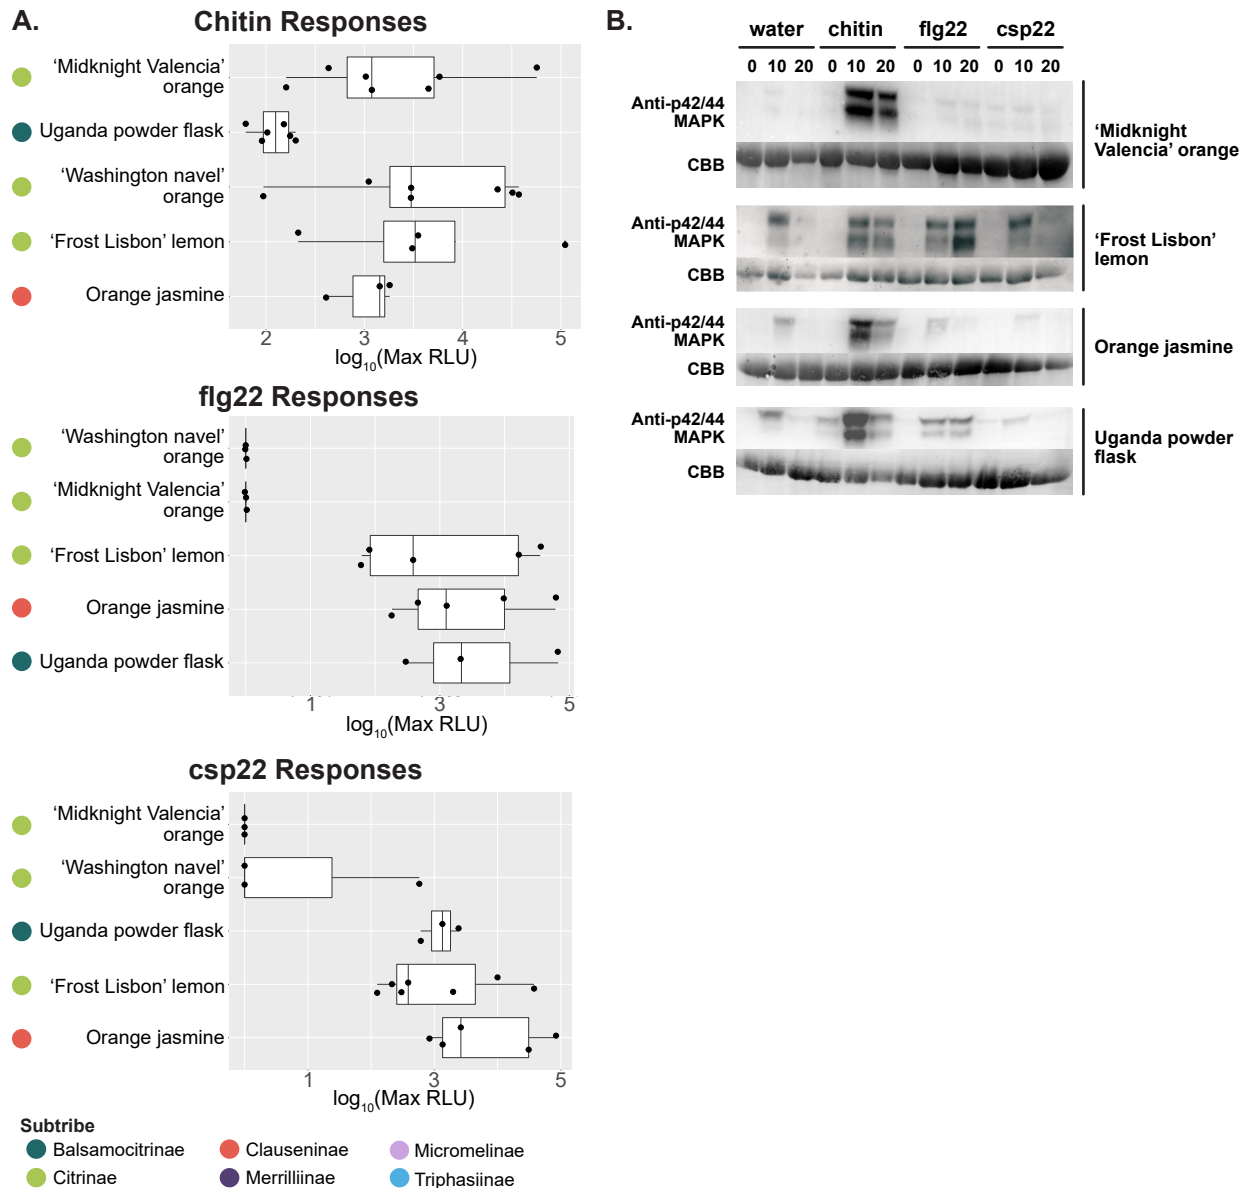 A.
Chitin Responses
‘Midknight Valencia’
orange
Uganda powder flask
‘Washington navel’
orange
‘Frost Lisbon’ lemon
Orange jasmine
2 3 4 5
log10(Max RLU)
flg22 Responses
‘Washington navel’
orange
‘Midknight Valencia’
orange
‘Frost Lisbon’ lemon
Orange jasmine
Uganda powder flask
1 3 5
log10(Max RLU)
csp22 Responses
‘Midknight Valencia’
orange
‘Washington navel’
orange
Uganda powder flask
‘Frost Lisbon’ lemon
Orange jasmine
1 3 5
log10(Max RLU)
Subtribe
Balsamocitrinae Clauseninae Micromelinae
Citrinae Merrilliinae Triphasiinae
B.
water chitin flg22 csp22
0 10 20 0 10 20 0 10 20 0 10 20
Anti-p42/44
MAPK
CBB
‘Midknight
Valencia’ orange
Anti-p42/44
MAPK
CBB
‘Frost Lisbon’
lemon
Anti-p42/44
MAPK
CBB
Orange jasmine
Anti-p42/44
MAPK
CBB
Uganda powder
flask